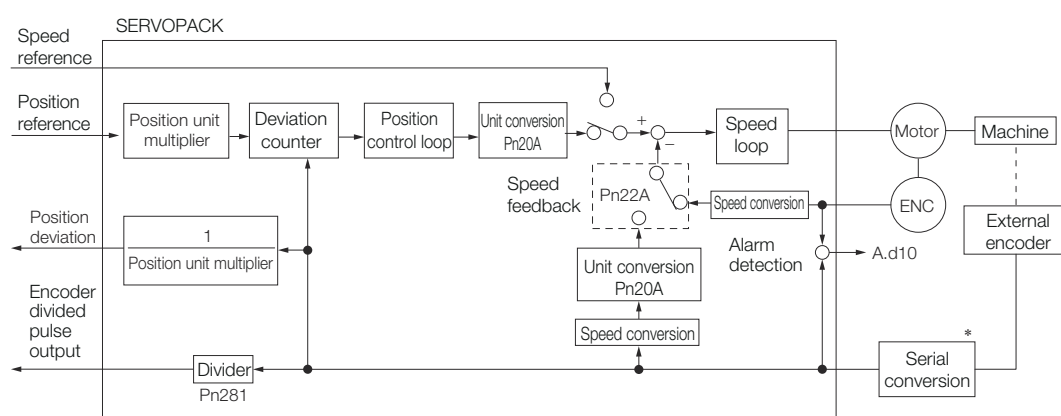 SERVOPACK
Speed
reference
Position
reference
Position unit
multiplier
Deviation
counter
Position
control loop
Unit conversion
Pn20A
+
−
Speed
loop
Motor
Machine
Speed
feedback
Pn22A
Speed conversion
ENC
External
encoder
Position
deviation
1
Position unit multiplier
Unit conversion
Pn20A
Alarm
detection
A.d10
Encoder
divided
pulse
output
Speed conversion
Divider
Pn281
*
Serial
conversion